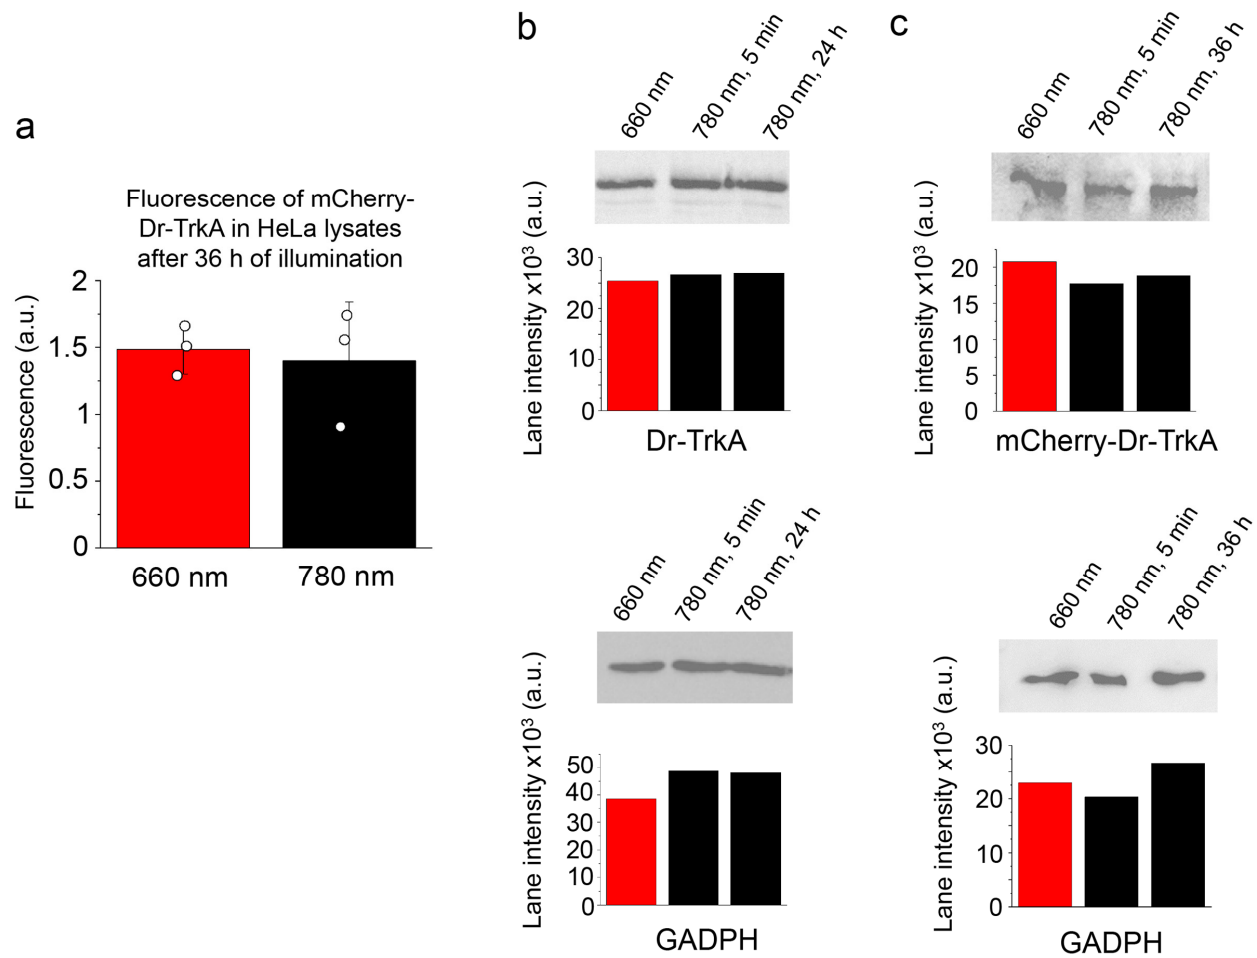 a
Fluorescence of mCherry-
Dr-TrkA in HeLa lysates
after 36 h of illumination
Fluorescence (a.u.)
2
1.5
1
0.5
0
660 nm
780 nm
b
660 nm
780 nm, 5 min
780 nm, 24 h
Lane intensity x10³ (a.u.)
30
20
10
0
Dr-TrkA
660 nm
780 nm, 5 min
780 nm, 24 h
Lane intensity x10³ (a.u.)
50
40
30
20
10
0
GADPH
c
660 nm
780 nm, 5 min
780 nm, 36 h
Lane intensity x10³ (a.u.)
20
15
10
5
0
mCherry-Dr-TrkA
660 nm
780 nm, 5 min
780 nm, 36 h
Lane intensity x10³ (a.u.)
30
20
10
0
GADPH